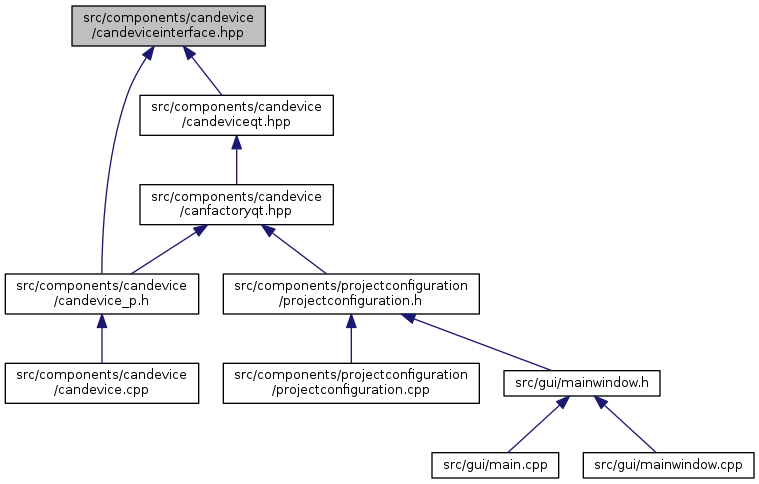 src/components/candevice
/candeviceinterface.hpp
src/components/candevice
/candeviceqt.hpp
src/components/candevice
/canfactoryqt.hpp
src/components/candevice
/candevice_p.h
src/components/projectconfiguration
/projectconfiguration.h
src/components/candevice
/candevice.cpp
src/components/projectconfiguration
/projectconfiguration.cpp
src/gui/mainwindow.h
src/gui/main.cpp
src/gui/mainwindow.cpp